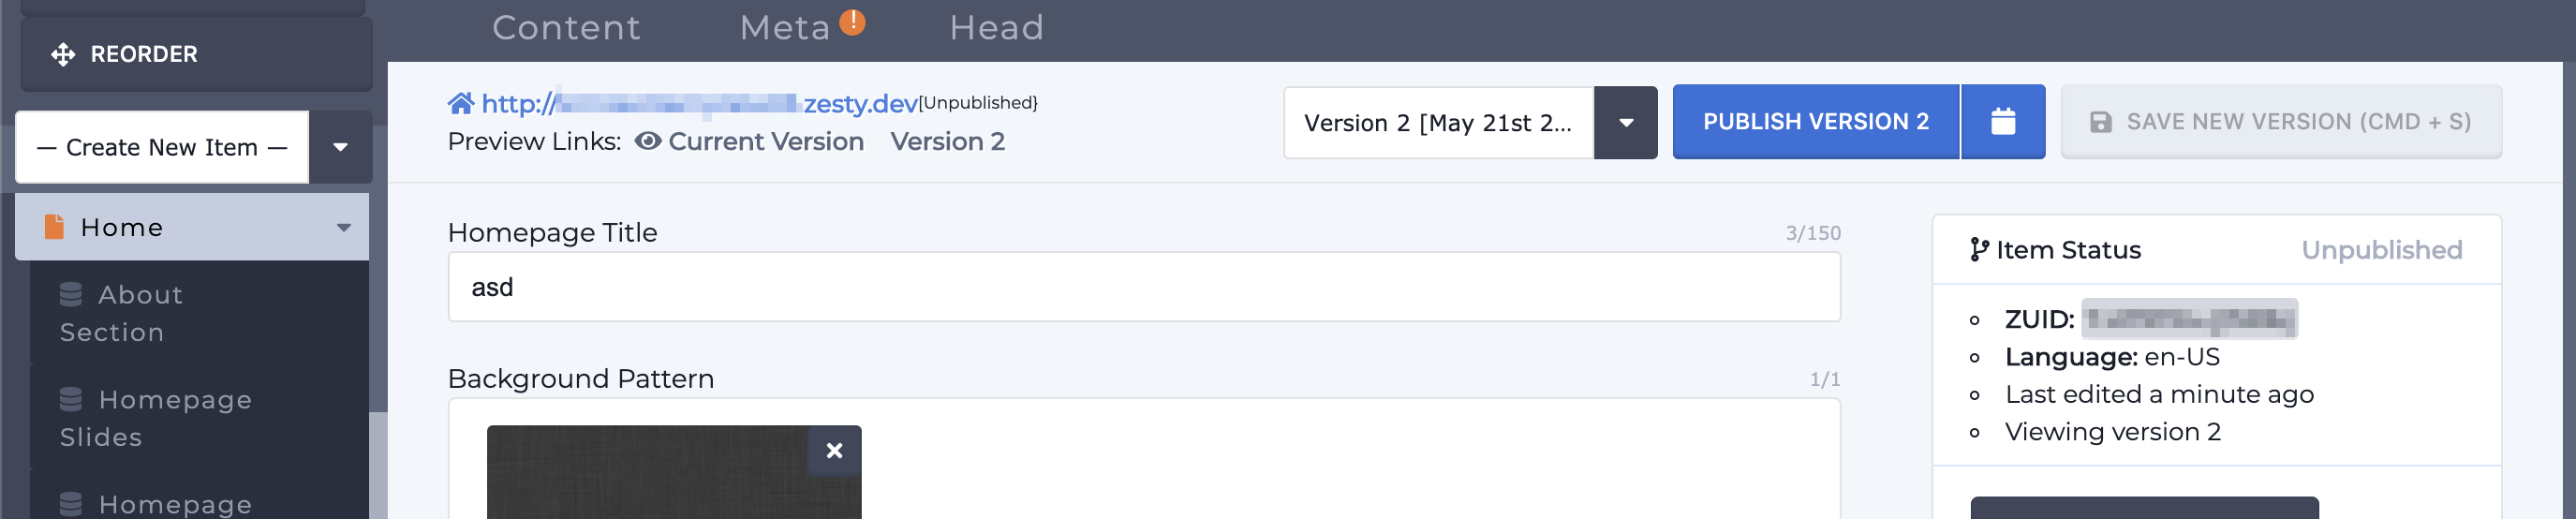 REORDER
— Create New Item —
Home
About
Section
Homepage
Slides
Homepage
Content
Meta !
Head
http://
.zesty.dev[Unpublished}
Preview Links: Current Version Version 2
Version 2 [May 21st 2...
PUBLISH VERSION 2
SAVE NEW VERSION (CMD + S)
Homepage Title
3/150
asd
Background Pattern
1/1
Item Status
Unpublished
ZUID:
Language: en-US
Last edited a minute ago
Viewing version 2